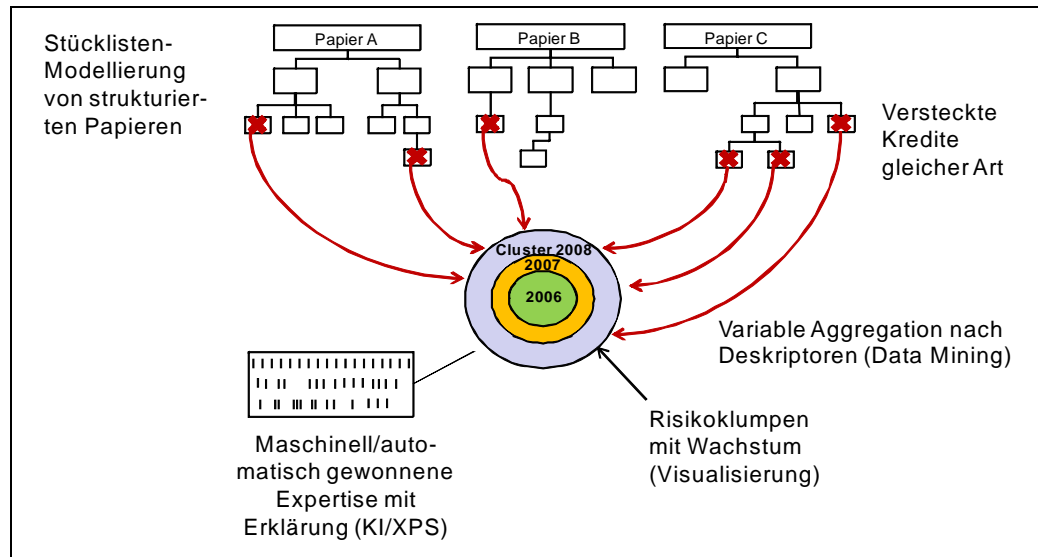 Stücklisten-
Modellierung
von strukturier-
ten Papieren
Papier A
Papier B
Papier C
Versteckte
Kredite
gleicher Art
Cluster 2008
2007
2006
Variable Aggregation nach
Deskriptoren (Data Mining)
Risikoklumpen
mit Wachstum
(Visualisierung)
Maschinell/auto-
matisch gewonnene
Expertise mit
Erklärung (KI/XPS)